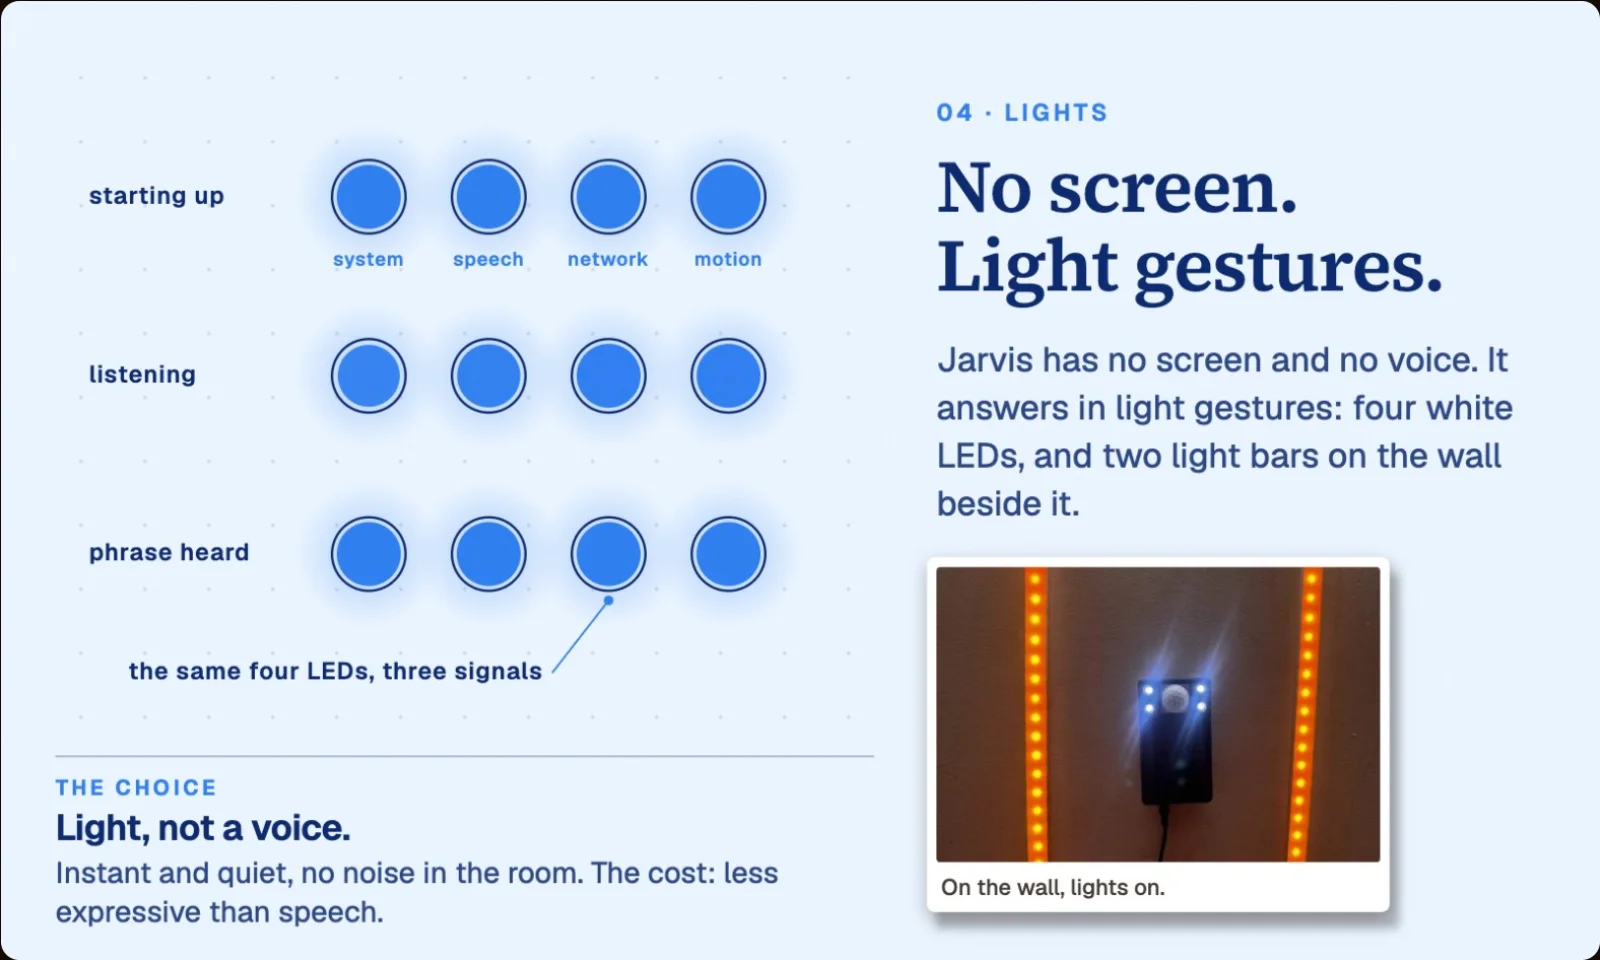 starting up
system speech network motion
listening
phrase heard
the same four LEDs, three signals
THE CHOICE
Light, not a voice.
Instant and quiet, no noise in the room. The cost: less
expressive than speech.
04 · LIGHTS
No screen.
Light gestures.
Jarvis has no screen and no voice. It
answers in light gestures: four white
LEDs, and two light bars on the wall
beside it.
On the wall, lights on.